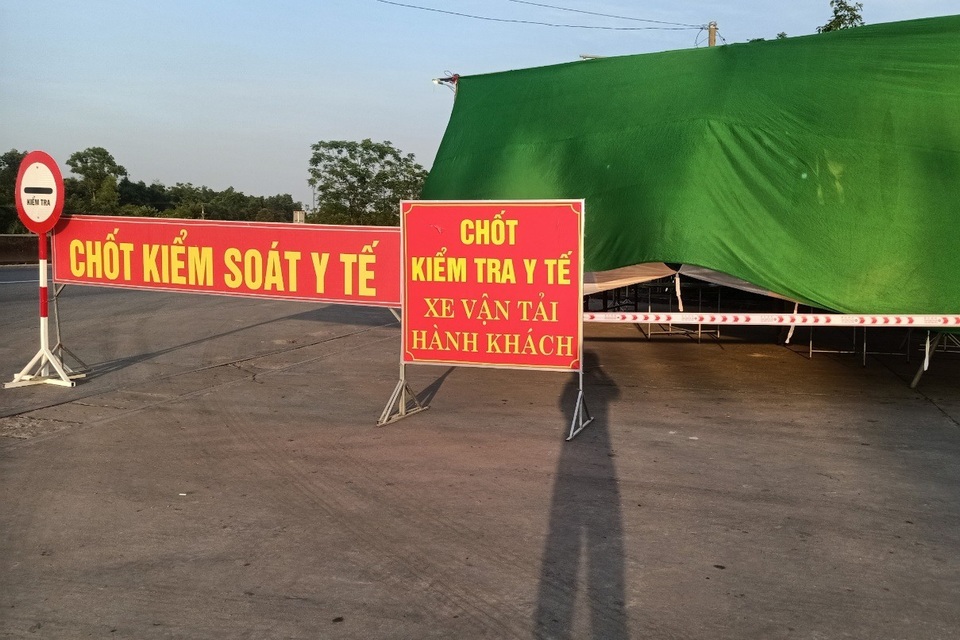 KIỂM TRA
CHỐT KIỂM SOÁT Y TẾ
CHỐT
KIỂM TRA Y TẾ
XE VẬN TẢI
HÀNH KHÁCH